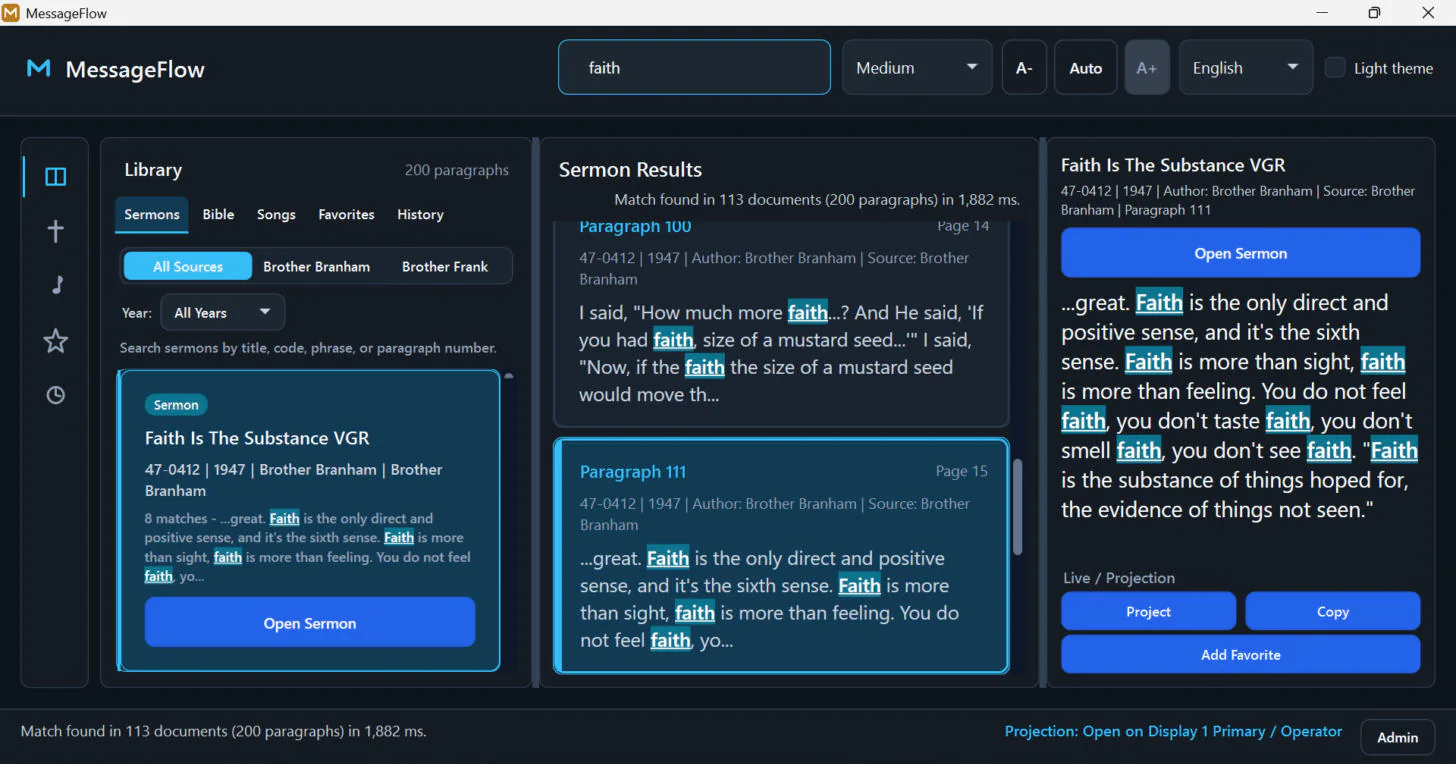 MessageFlow
MessageFlow
faith
Medium
A-
Auto
A+
English
Light theme
Library
200 paragraphs
Sermons
Bible
Songs
Favorites
History
All Sources
Brother Branham
Brother Frank
Year:
All Years
Search sermons by title, code, phrase, or paragraph number.
Sermon
Faith Is The Substance VGR
47-0412 | 1947 | Brother Branham | Brother
Branham
8 matches - ...great. Faith is the only direct and
positive sense, and it's the sixth sense. Faith is more
than sight, faith is more than feeling. You do not feel
faith, yo...
Open Sermon
Sermon Results
Match found in 113 documents (200 paragraphs) in 1,882 ms.
Paragraph 100
Page 14
47-0412 | 1947 | Author: Brother Branham | Source: Brother
Branham
I said, "How much more faith...? And He said, 'If
you had faith, size of a mustard seed...'" I said,
"Now, if the faith the size of a mustard seed
would move th...
Paragraph 111
Page 15
47-0412 | 1947 | Author: Brother Branham | Source: Brother
Branham
...great. Faith is the only direct and positive
sense, and it's the sixth sense. Faith is more
than sight, faith is more than feeling. You do
not feel faith, yo...
Faith Is The Substance VGR
47-0412 | 1947 | Author: Brother Branham | Source: Brother
Branham | Paragraph 111
Open Sermon
...great. Faith is the only direct and
positive sense, and it's the sixth
sense. Faith is more than sight, faith
is more than feeling. You do not feel
faith, you don't taste faith, you don't
smell faith, you don't see faith. "Faith
is the substance of things hoped for,
the evidence of things not seen."
Live / Projection
Project
Copy
Add Favorite
Match found in 113 documents (200 paragraphs) in 1,882 ms.
Projection: Open on Display 1 Primary / Operator
Admin